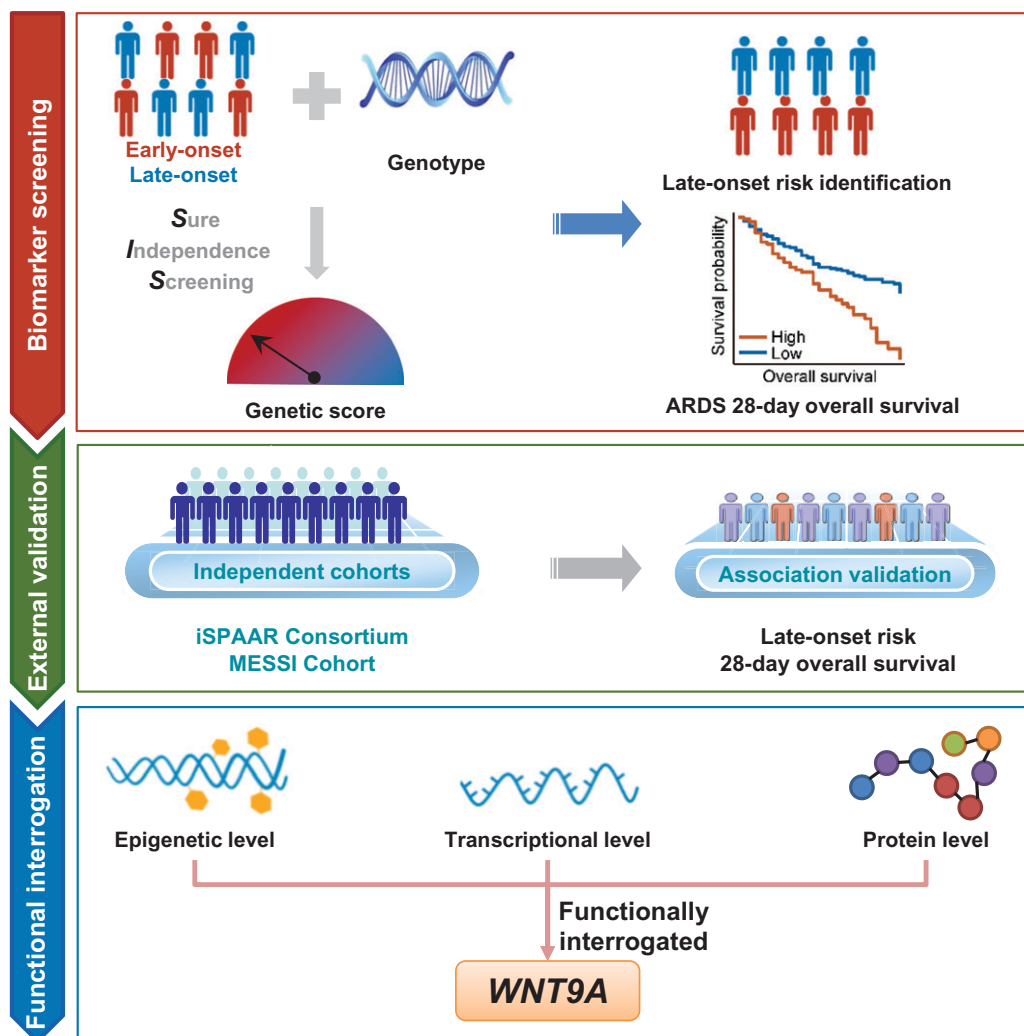 Biomarker screening
Early-onset
Late-onset
Genotype
Sure
Independence
Screening
Genetic score
Late-onset risk identification
Survival probability
High
Low
Overall survival
ARDS 28-day overall survival
External validation
Independent cohorts
iSPAAR Consortium
MESSI Cohort
Association validation
Late-onset risk
28-day overall survival
Functional interrogation
Epigenetic level
Transcriptional level
Protein level
Functionally
interrogated
WNT9A